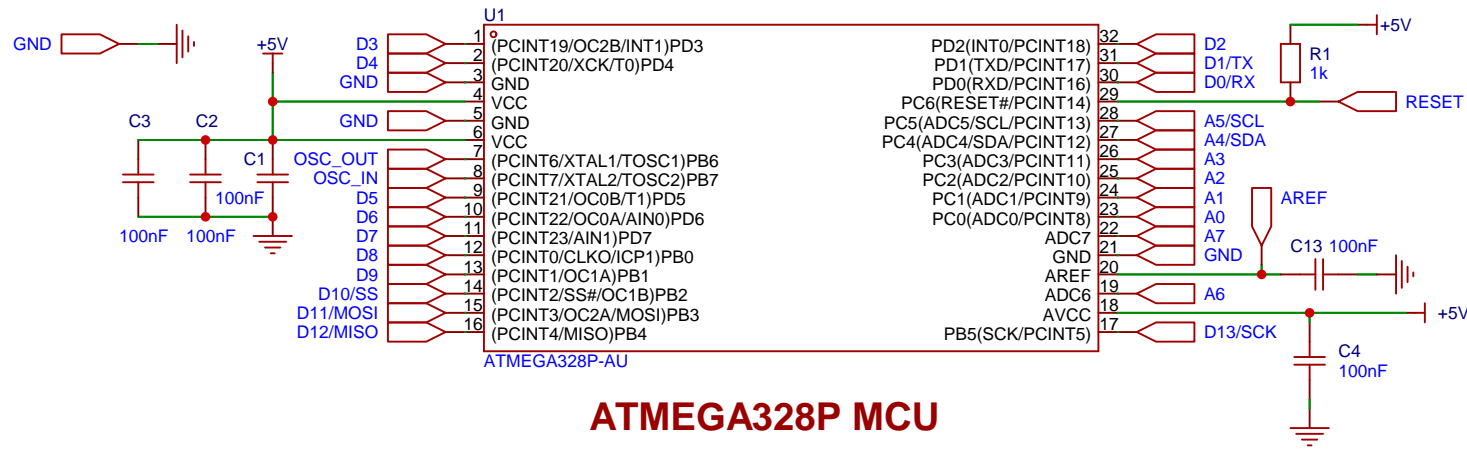 U1
GND
+5V
D3 1 (PCINT19/OC2B/INT1)PD3
D4 2 (PCINT20/XCK/T0)PD4
GND 3 GND
4 VCC
GND 5 GND
6 VCC
OSC_OUT 7 (PCINT6/XTAL1/TOSC1)PB6
OSC_IN 8 (PCINT7/XTAL2/TOSC2)PB7
D5 9 (PCINT21/OC0B/T1)PD5
D6 10 (PCINT22/OC0A/AIN0)PD6
D7 11 (PCINT23/AIN1)PD7
D8 12 (PCINT0/CLKO/ICP1)PB0
D9 13 (PCINT1/OC1A)PB1
D10/SS 14 (PCINT2/SS#/OC1B)PB2
D11/MOSI 15 (PCINT3/OC2A/MOSI)PB3
D12/MISO 16 (PCINT4/MISO)PB4
C3 C2
C1
100nF
100nF 100nF
PD2(INT0/PCINT18) 32 D2
PD1(TXD/PCINT17) 31 D1/TX
PD0(RXD/PCINT16) 30 D0/RX
PC6(RESET#/PCINT14) 29 RESET
PC5(ADC5/SCL/PCINT13) 28 A5/SCL
PC4(ADC4/SDA/PCINT12) 27 A4/SDA
PC3(ADC3/PCINT11) 26 A3
PC2(ADC2/PCINT10) 25 A2
PC1(ADC1/PCINT9) 24 A1
PC0(ADC0/PCINT8) 23 A0
ADC7 22 A7
GND 21 GND
AREF 20
ADC6 19 A6
AVCC 18 +5V
PB5(SCK/PCINT5) 17 D13/SCK
+5V
R1
1k
AREF
C13 100nF
C4
100nF
ATMEGA328P-AU
ATMEGA328P MCU